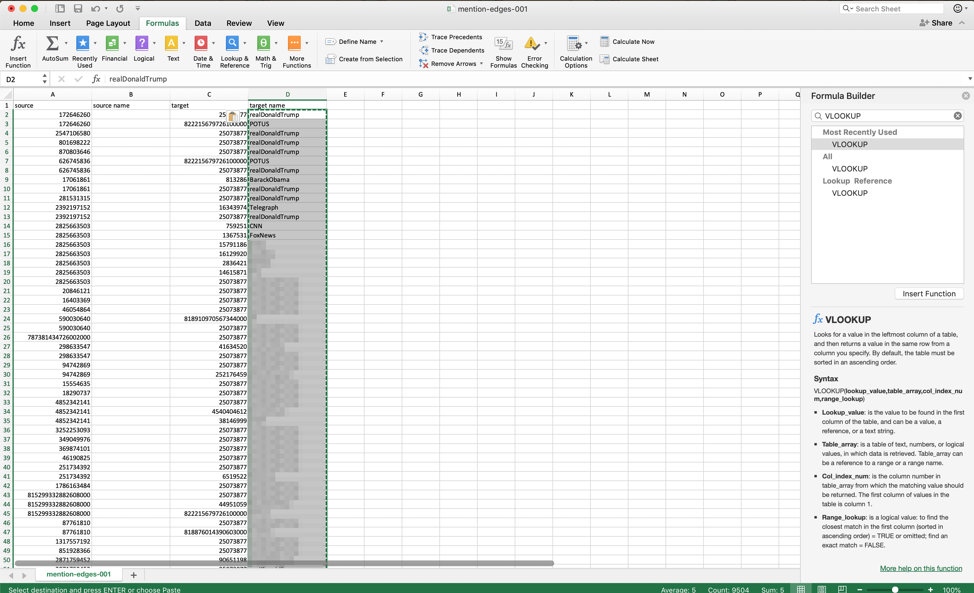 mention-edges-001
Search Sheet
Home Insert Page Layout Formulas Data Review View
Share
Insert Function
AutoSum
Recently Used
Financial
Logical
Text
Date & Time
Lookup & Reference
Math & Trig
More Functions
Define Name
Create from Selection
Trace Precedents
Trace Dependents
Remove Arrows
Show Formulas
Error Checking
Calculation Options
Calculate Now
Calculate Sheet
D2 fx realDonaldTrump
A B C D E F G H I J K L M N O P Q
1 source source name target target name
2 172646260 25 77 realDonaldTrump
3 172646260 822215679726100000 POTUS
4 2547106580 25073877 realDonaldTrump
5 801698222 25073877 realDonaldTrump
6 870803646 25073877 realDonaldTrump
7 626745836 822215679726100000 POTUS
8 626745836 25073877 realDonaldTrump
9 17061861 813286 BarackObama
10 17061861 25073877 realDonaldTrump
11 281531315 25073877 realDonaldTrump
12 2392197152 16343974 Telegraph
13 2392197152 25073877 realDonaldTrump
14 2825663503 759251 CNN
15 2825663503 1367531 FoxNews
16 2825663503 15791186
17 2825663503 16129920
18 2825663503 2836421
19 2825663503 14615871
20 2825663503 25073877
21 20846121 25073877
22 16403369 25073877
23 46054864 25073877
24 590030640 818910970567344000
25 590030640 25073877
26 787381434726002000 25073877
27 298633547 41634520
28 298633547 25073877
29 94742869 25073877
30 94742869 252176459
31 15554635 25073877
32 18290737 25073877
33 4852342141 25073877
34 4852342141 4540404612
35 4852342141 38146999
36 3252253093 25073877
37 349049976 25073877
38 369874101 25073877
39 46190825 25073877
40 251734392 25073877
41 251734392 6519522
42 1786163484 25073877
43 815299332882608000 25073877
44 815299332882608000 44951059
45 815299332882608000 822215679726100000
46 87761810 25073877
47 87761810 818876014390603000
48 1317557192 25073877
49 851928366 25073877
50 2871759452 90651198
Formula Builder
VLOOKUP
Most Recently Used
VLOOKUP
All
VLOOKUP
Lookup Reference
VLOOKUP
Insert Function
fx VLOOKUP
Looks for a value in the leftmost column of a table,
and then returns a value in the same row from a
column you specify. By default, the table must be
sorted in an ascending order.
Syntax
VLOOKUP(lookup_value,table_array,col_index_nu
m,range_lookup)
• Lookup_value: is the value to be found in the first
column of the table, and can be a value, a
reference, or a text string.
• Table_array: is a table of text, numbers, or logical
values, in which data is retrieved. Table_array can
be a reference to a range or a range name.
• Col_index_num: is the column number in
table_array from which the matching value should
be returned. The first column of values in the
table is column 1.
• Range_lookup: is a logical value: to find the
closest match in the first column (sorted in
ascending order) = TRUE or omitted; find an
exact match = FALSE.
More help on this function
mention-edges-001 +
Select destination and press ENTER or choose Paste Average: 5 Count: 9504 Sum: 5 100%